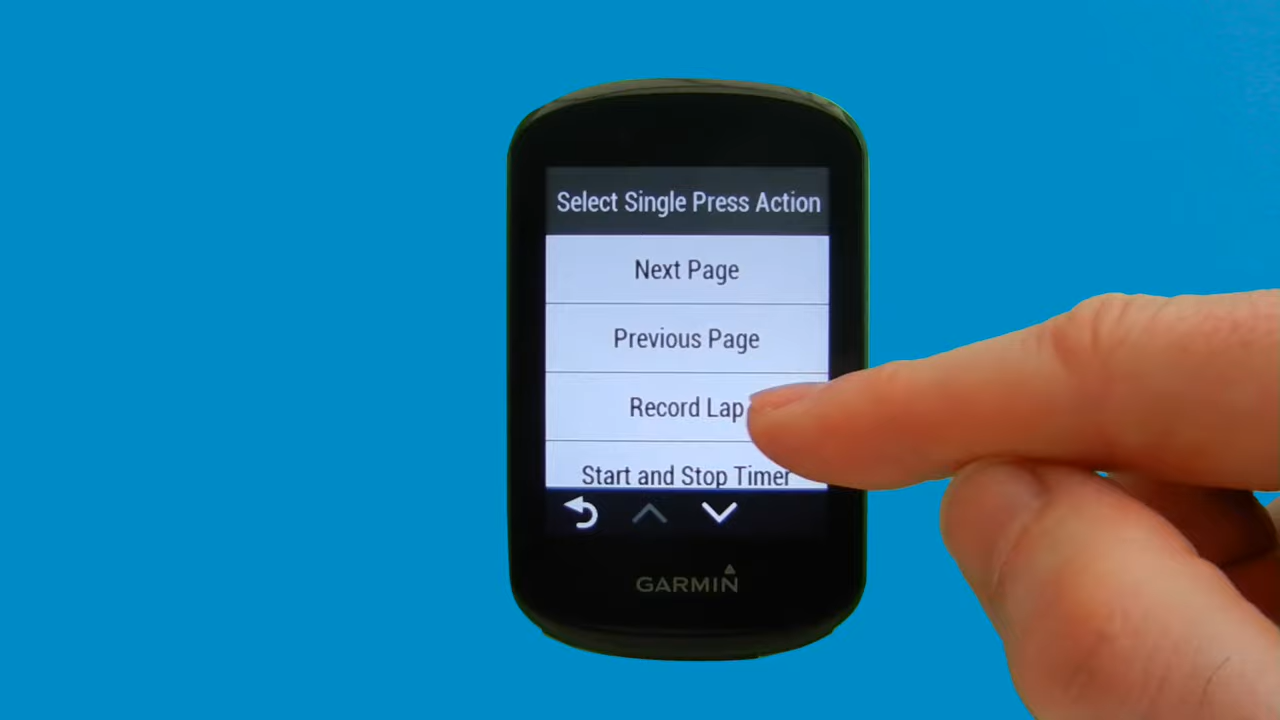 Select Single Press Action
Next Page
Previous Page
Record Lap
Start and Stop Timer
GARMIN